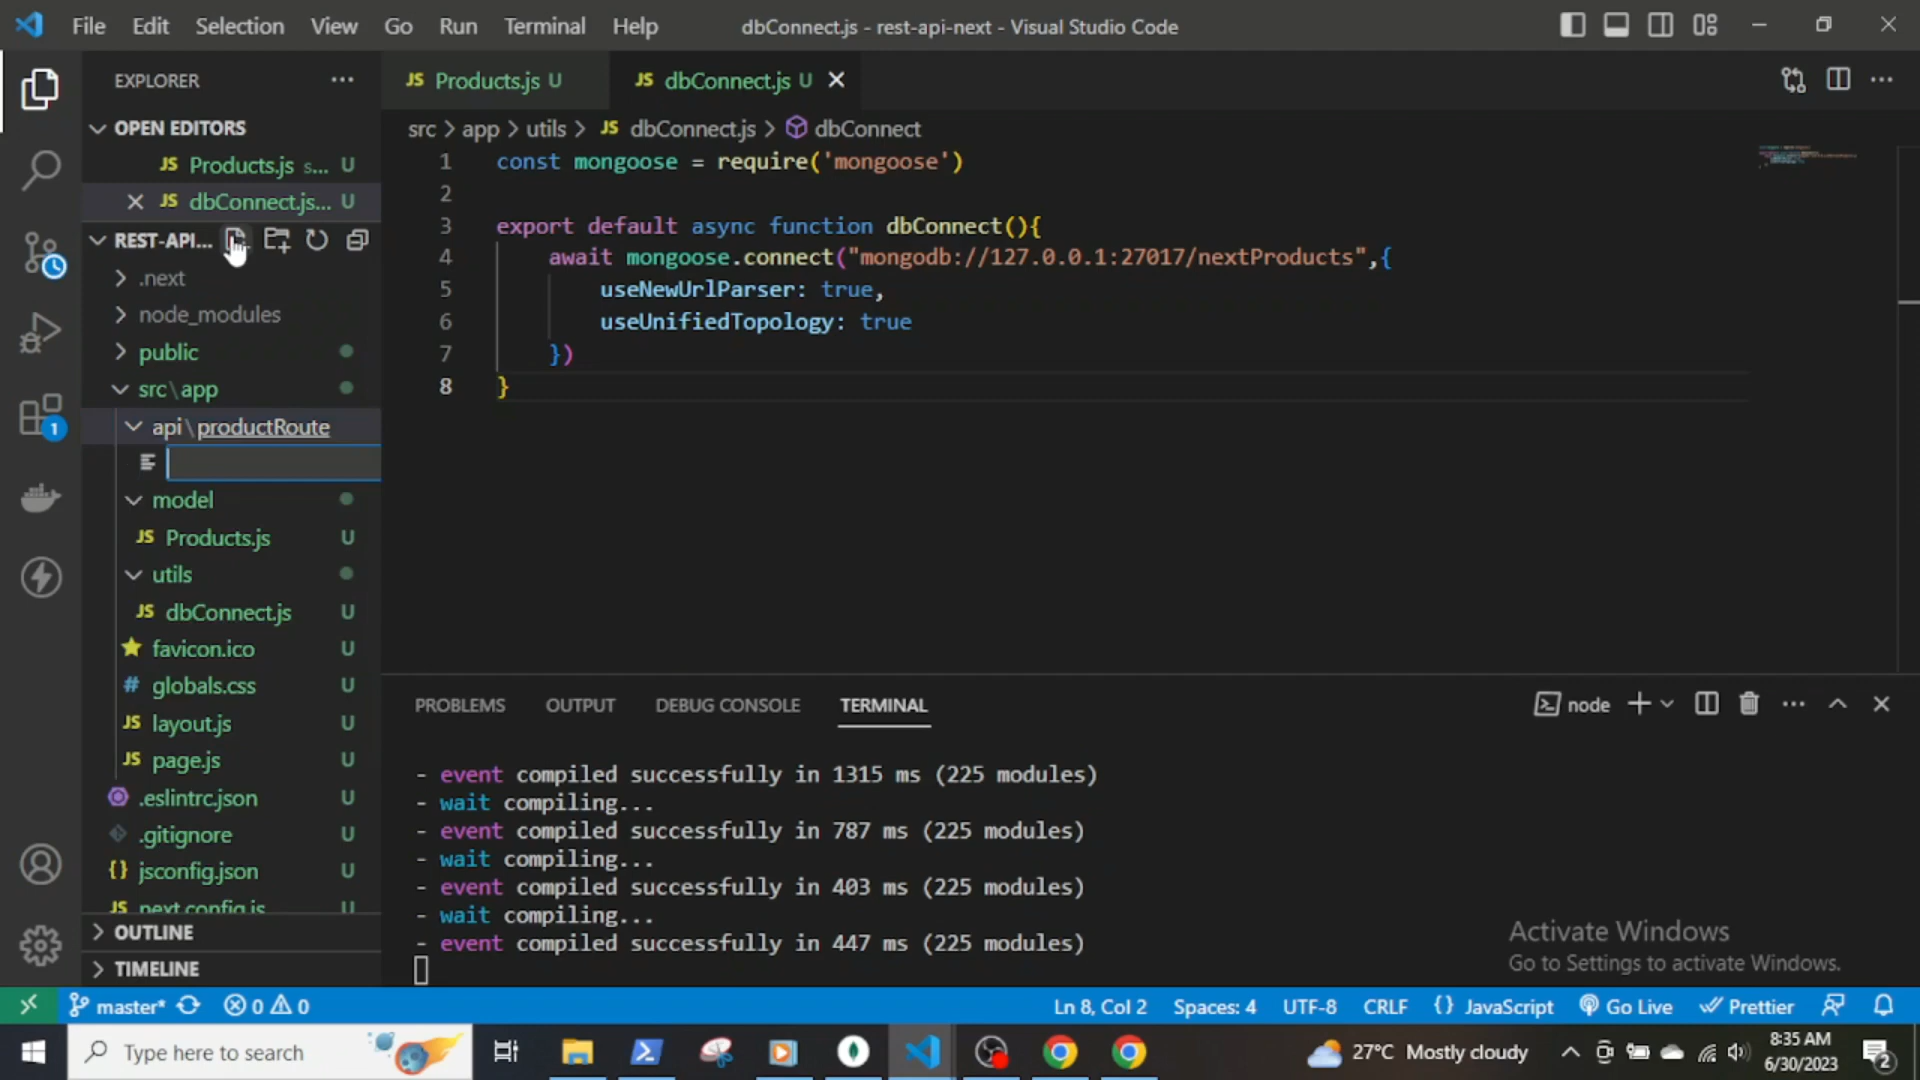 File Edit Selection View Go Run Terminal Help dbConnect.js - rest-api-next - Visual Studio Code
EXPLORER
OPEN EDITORS
JS Products.js s... U
JS dbConnect.js... U
REST-API...
.next
node_modules
public
src\app
api\productRoute
model
JS Products.js U
utils
JS dbConnect.js U
favicon.ico U
# globals.css U
JS layout.js U
JS page.js U
.eslintrc.json U
.gitignore U
{} jsconfig.json U
JS next.config.js U
OUTLINE
TIMELINE
1
JS Products.js U JS dbConnect.js U
src > app > utils > JS dbConnect.js > dbConnect
1 const mongoose = require('mongoose')
2
3 export default async function dbConnect(){
4 await mongoose.connect("mongodb://127.0.0.1:27017/nextProducts",{
5 useNewUrlParser: true,
6 useUnifiedTopology: true
7 })
8 }
PROBLEMS OUTPUT DEBUG CONSOLE TERMINAL node
- event compiled successfully in 1315 ms (225 modules)
- wait compiling...
- event compiled successfully in 787 ms (225 modules)
- wait compiling...
- event compiled successfully in 403 ms (225 modules)
- wait compiling...
- event compiled successfully in 447 ms (225 modules)
Activate Windows
Go to Settings to activate Windows.
master* 0 0 Ln 8, Col 2 Spaces: 4 UTF-8 CRLF {} JavaScript Go Live Prettier
Type here to search 27°C Mostly cloudy 8:35 AM
6/30/2023
2